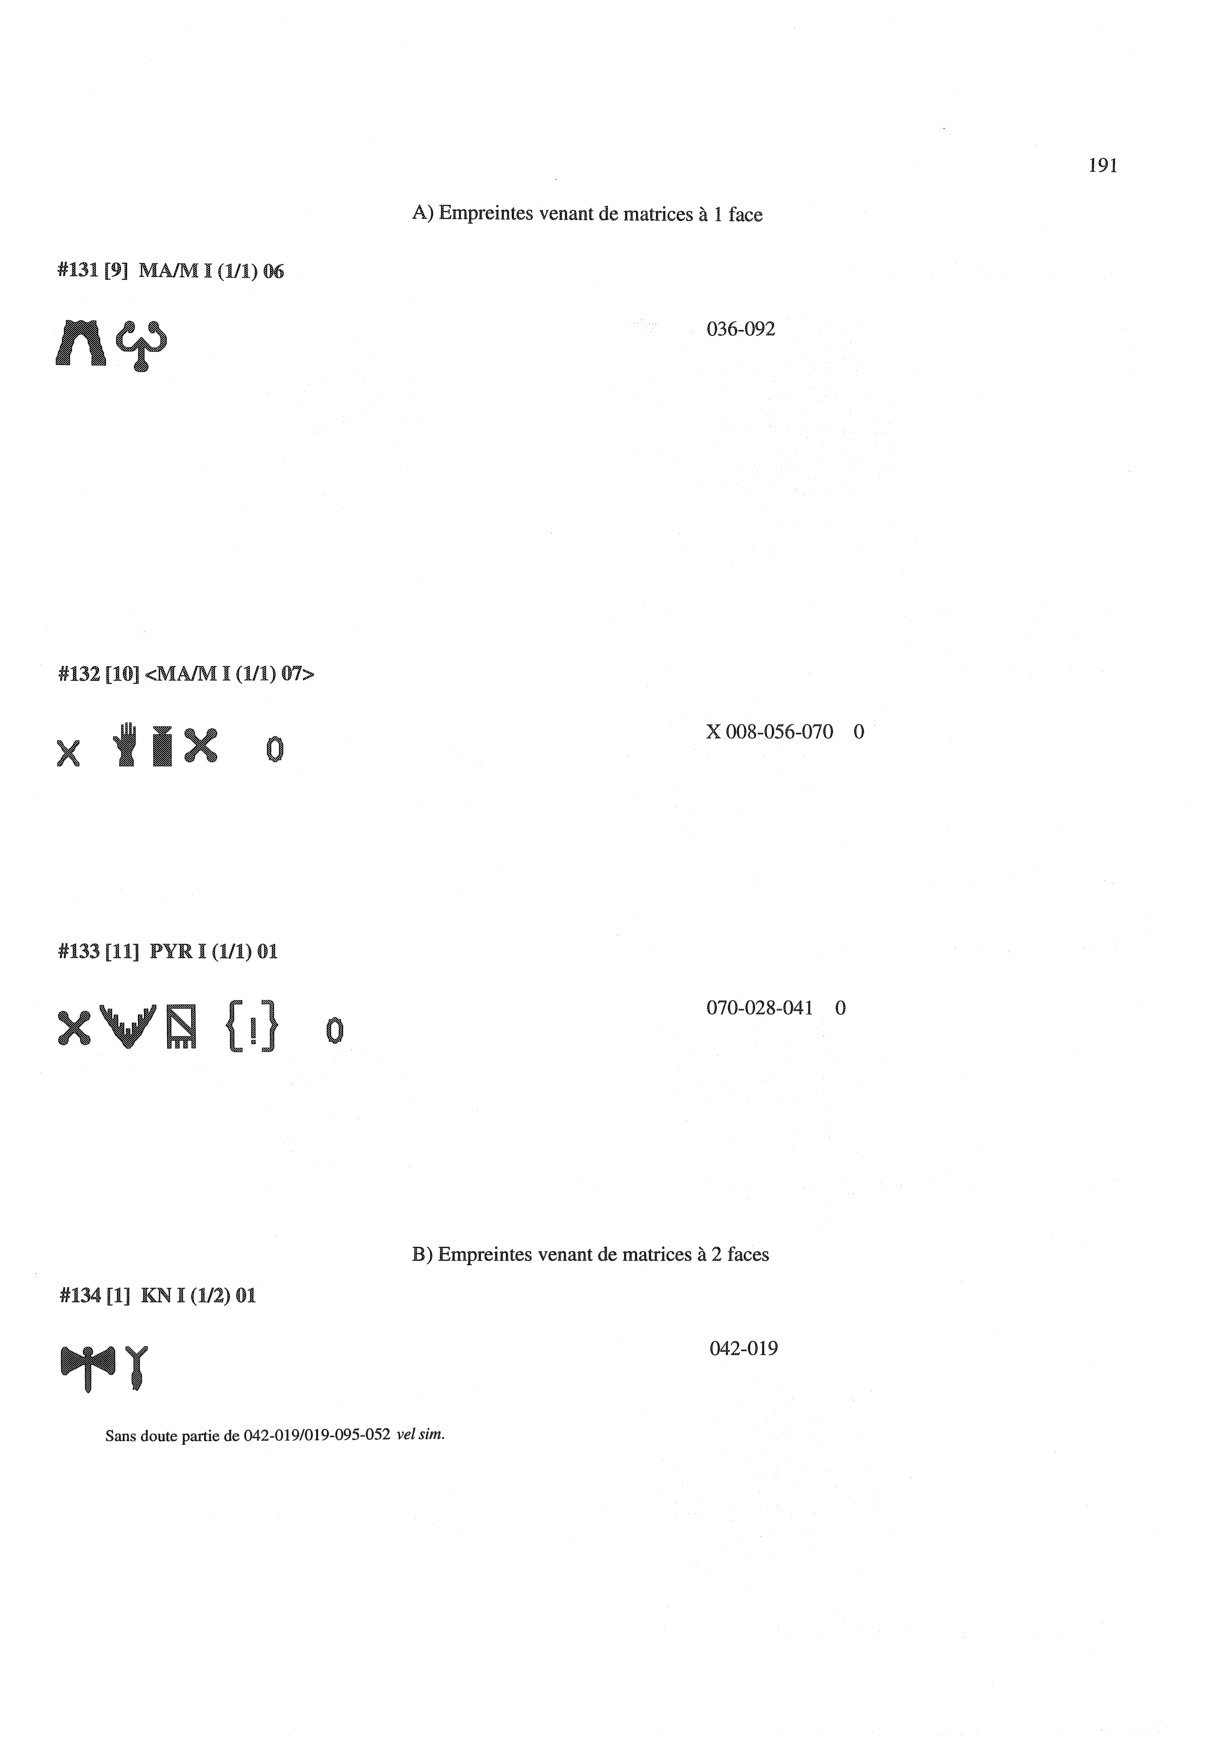 191
A) Empreintes venant de matrices à 1 face
#131 [9] MA/M I (1/1) 06
036-092
#132 [10] <MA/M I (1/1) 07>
X 0
X 008-056-070 0
#133 [11] PYR I (1/1) 01
{!} 0
070-028-041 0
B) Empreintes venant de matrices à 2 faces
#134 [1] KN I (1/2) 01
042-019
Sans doute partie de 042-019/019-095-052 vel sim.